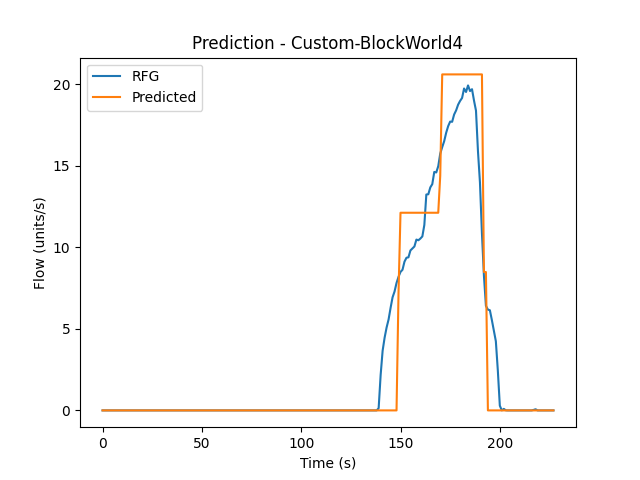 Prediction - Custom-BlockWorld4
RFG
Predicted
Flow (units/s)
20
15
10
5
0
0 50 100 150 200
Time (s)